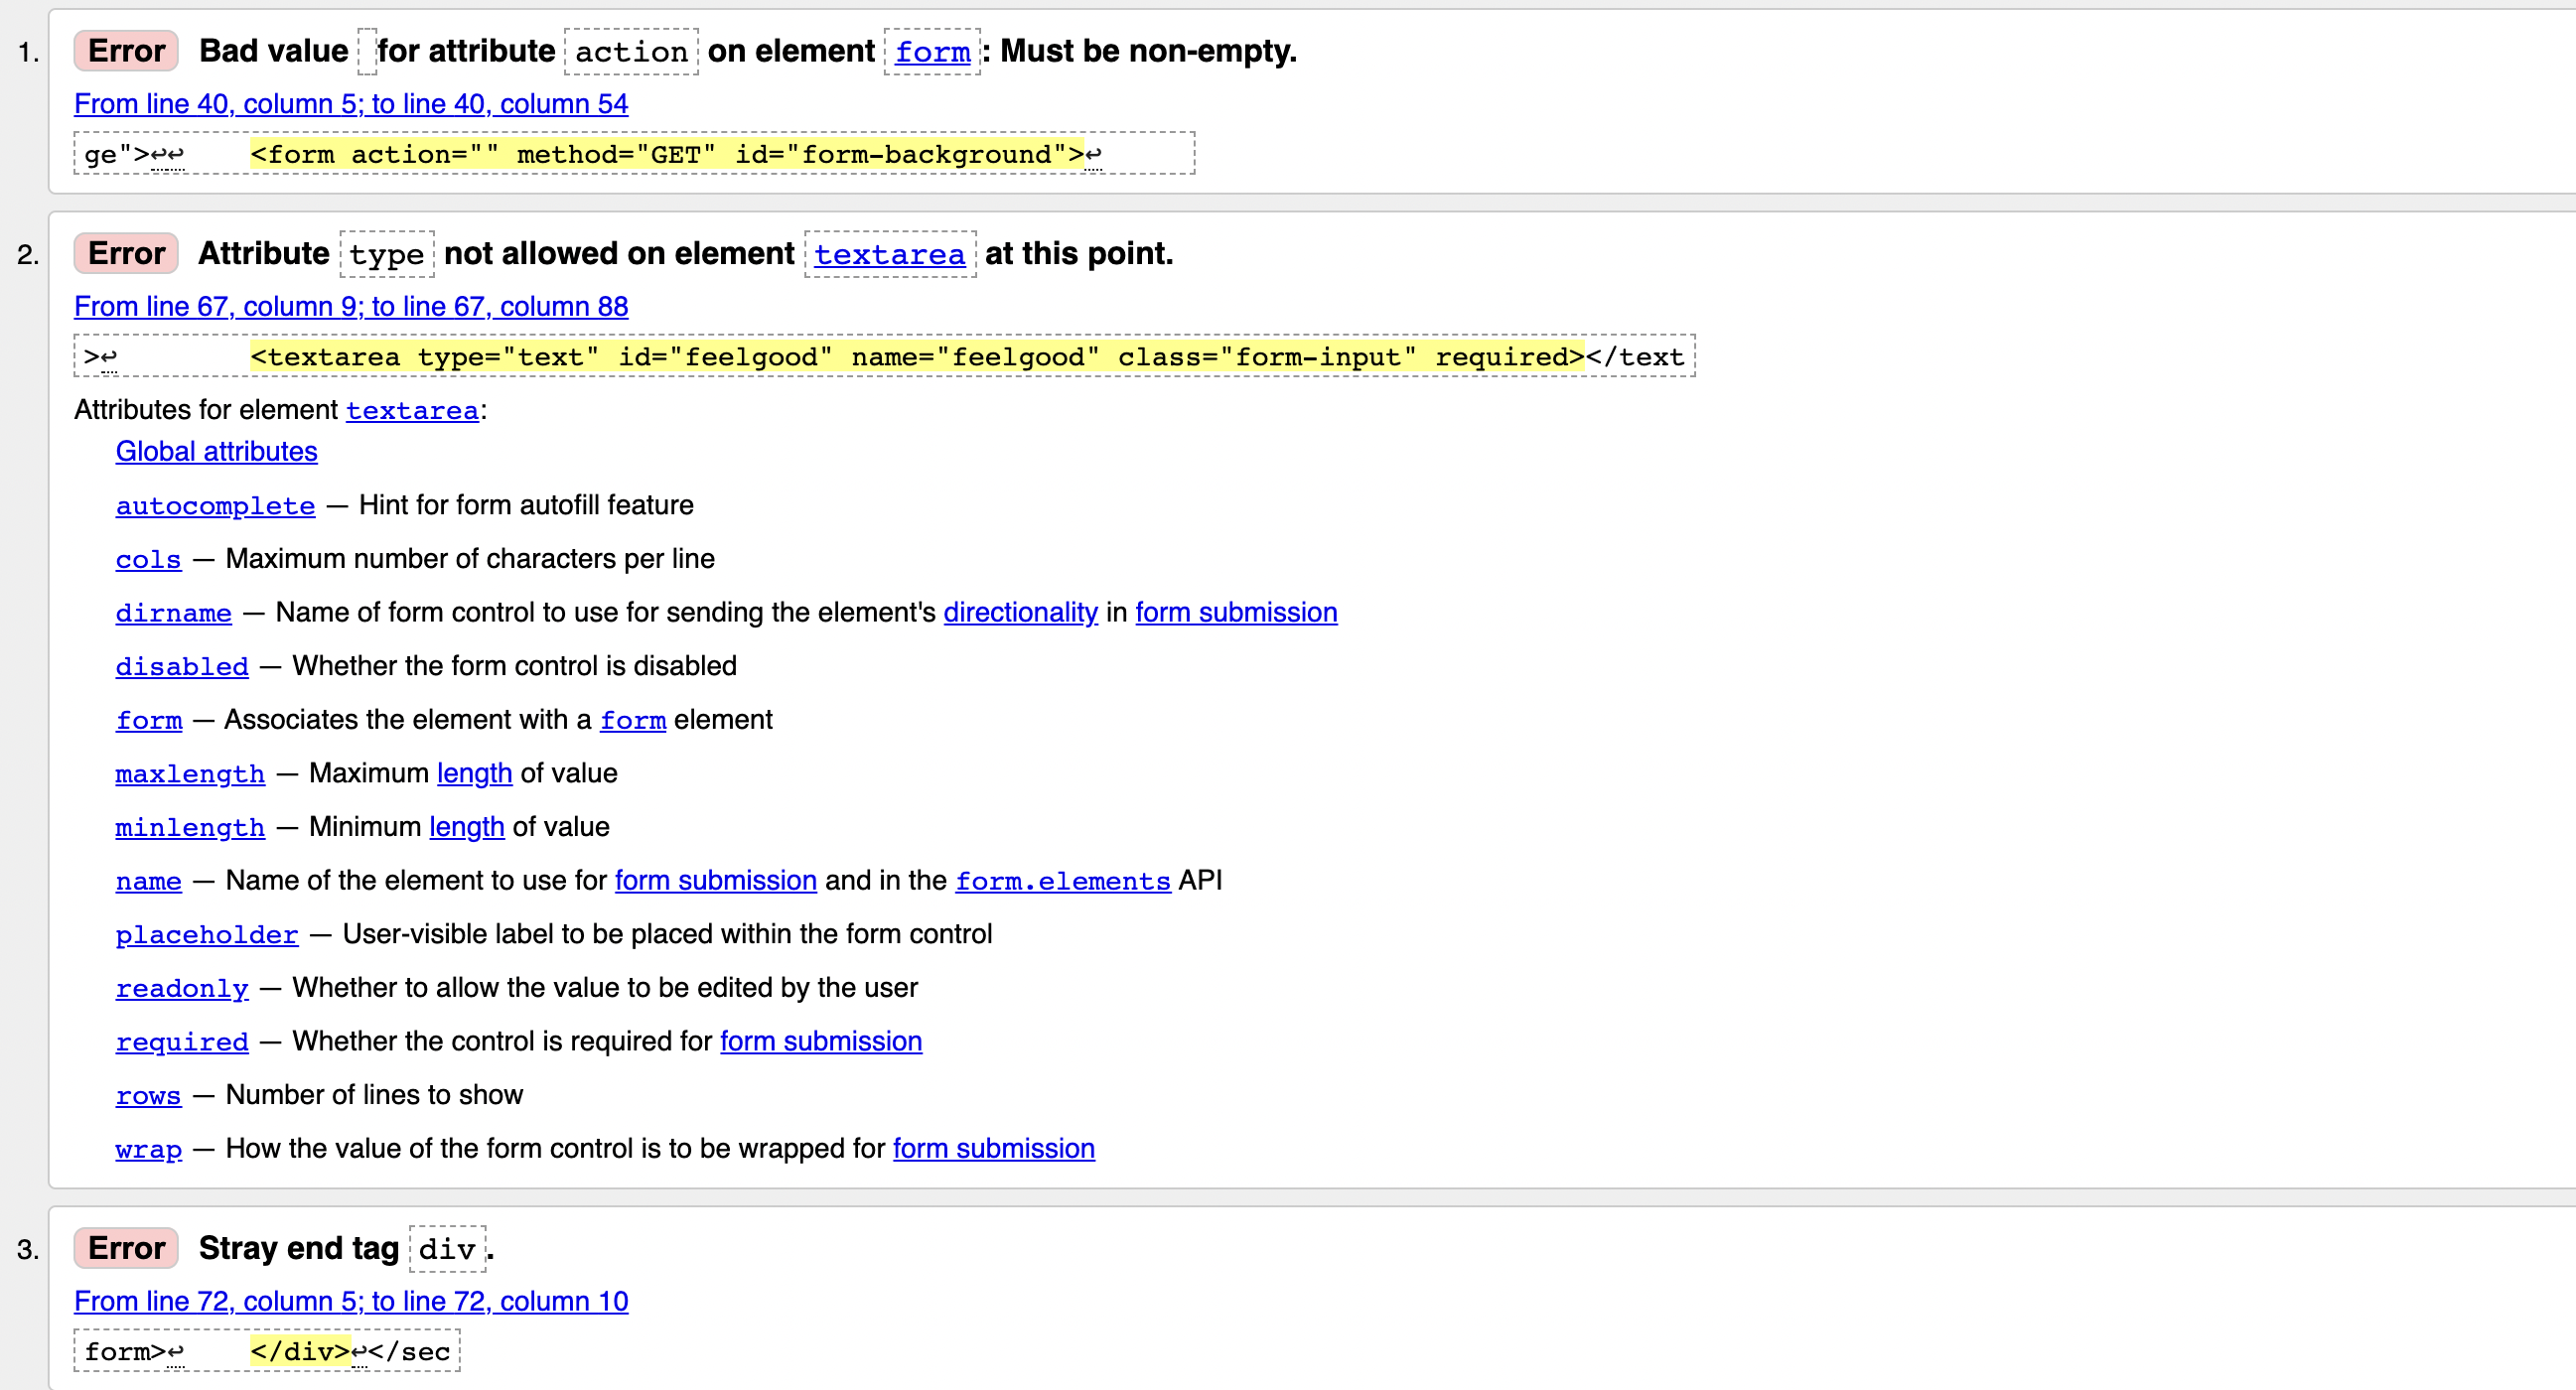 1. Error Bad value for attribute action on element form: Must be non-empty.
From line 40, column 5; to line 40, column 54
ge">↩↩    <form action="" method="GET" id="form-background">↩
2. Error Attribute type not allowed on element textarea at this point.
From line 67, column 9; to line 67, column 88
>↩        <textarea type="text" id="feelgood" name="feelgood" class="form-input" required></text
Attributes for element textarea:
Global attributes
autocomplete — Hint for form autofill feature
cols — Maximum number of characters per line
dirname — Name of form control to use for sending the element's directionality in form submission
disabled — Whether the form control is disabled
form — Associates the element with a form element
maxlength — Maximum length of value
minlength — Minimum length of value
name — Name of the element to use for form submission and in the form.elements API
placeholder — User-visible label to be placed within the form control
readonly — Whether to allow the value to be edited by the user
required — Whether the control is required for form submission
rows — Number of lines to show
wrap — How the value of the form control is to be wrapped for form submission
3. Error Stray end tag div.
From line 72, column 5; to line 72, column 10
form>↩    </div>↩</sec